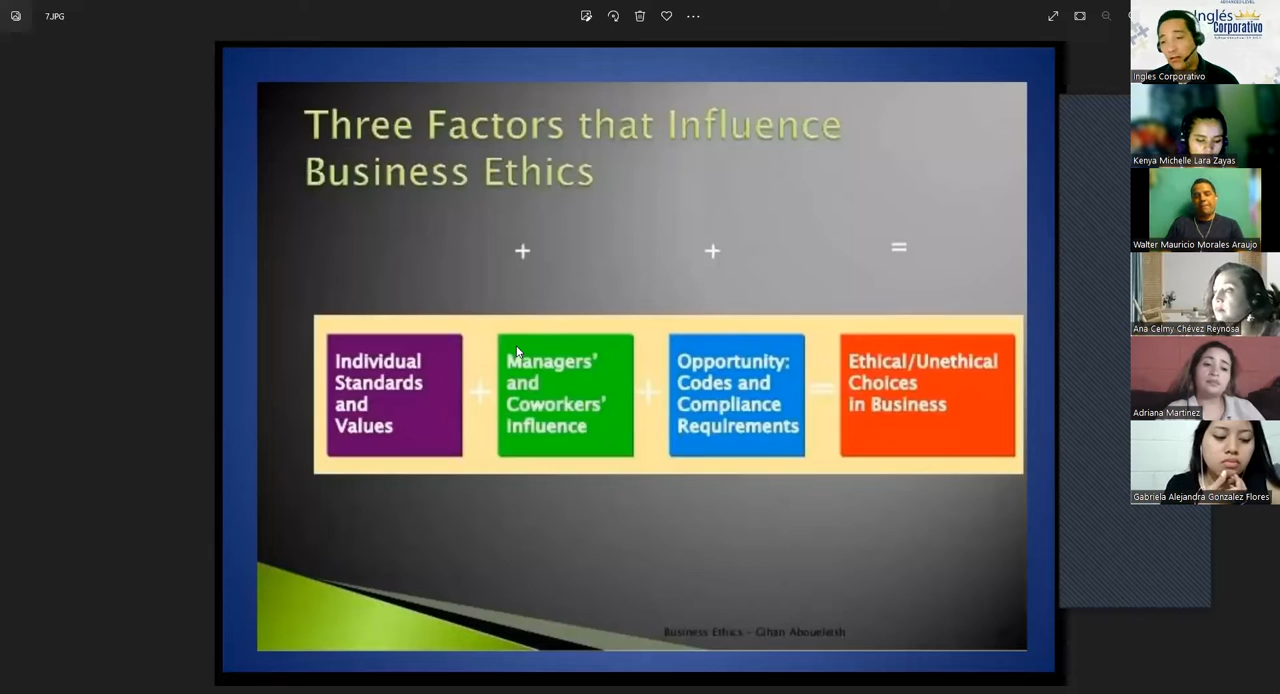 7.JPG
Three Factors that Influence
Business Ethics
+ + =
Individual
Standards
and
Values
+
Managers'
and
Coworkers'
Influence
+
Opportunity:
Codes and
Compliance
Requirements
=
Ethical/Unethical
Choices
in Business
Business Ethics - Gihan Aboueleish
Inglés
Corporativo
Ingles Corporativo
Kenya Michelle Lara Zayas
Walter Mauricio Morales Araujo
Ana Celmy Chévez Reynosa
Adriana Martinez
Gabriela Alejandra Gonzalez Flores